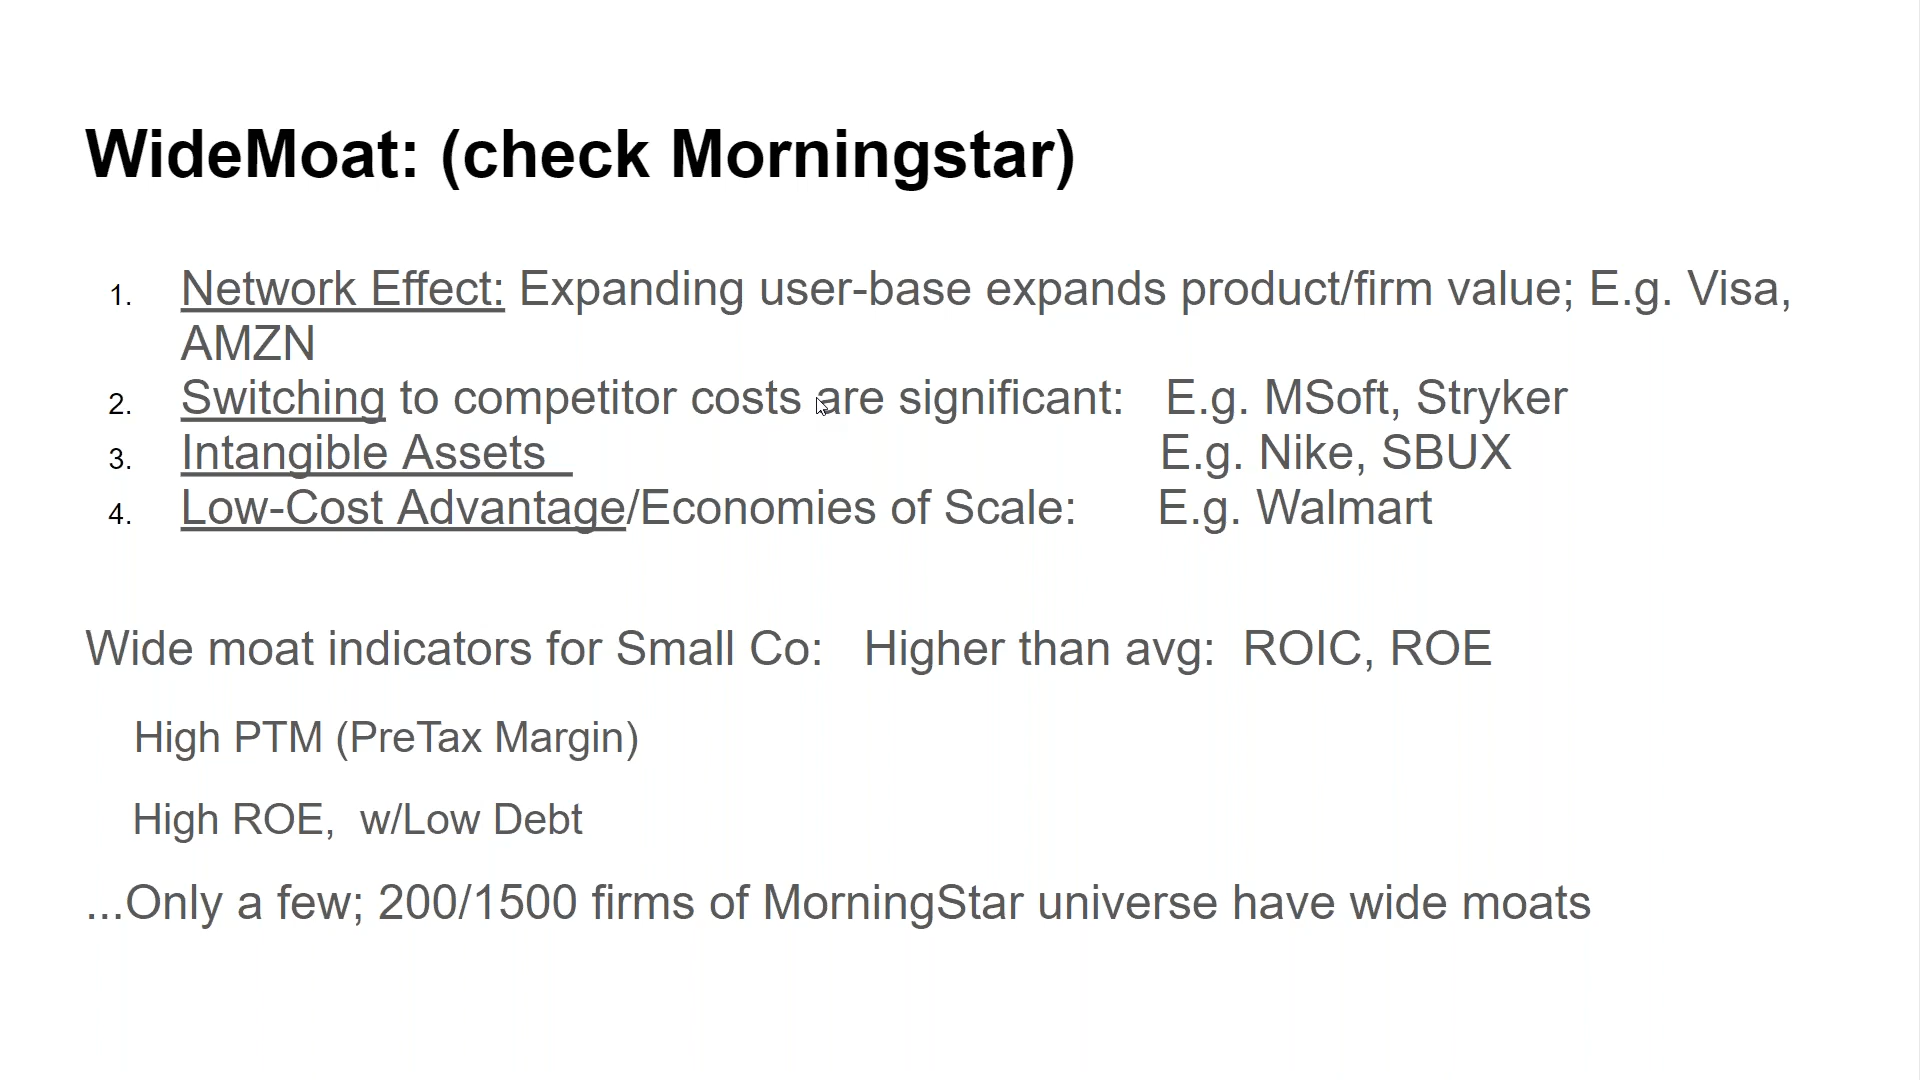 WideMoat: (check Morningstar)
1. Network Effect: Expanding user-base expands product/firm value; E.g. Visa,
AMZN
2. Switching to competitor costs are significant: E.g. MSoft, Stryker
3. Intangible Assets E.g. Nike, SBUX
4. Low-Cost Advantage/Economies of Scale: E.g. Walmart
Wide moat indicators for Small Co: Higher than avg: ROIC, ROE
High PTM (PreTax Margin)
High ROE, w/Low Debt
...Only a few; 200/1500 firms of MorningStar universe have wide moats